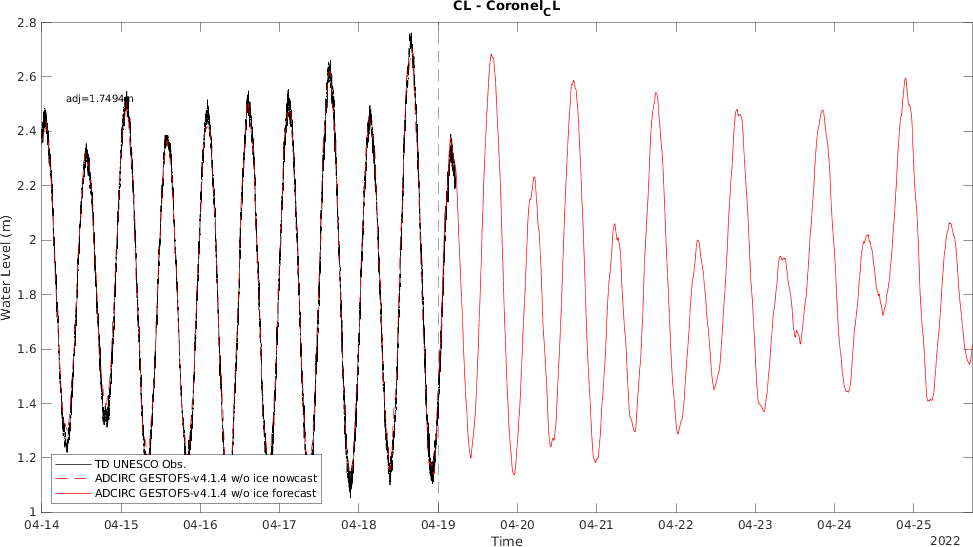 CL - Coronel_CL
2.8
2.6
2.4
2.2
2
1.8
1.6
1.4
1.2
1
Water Level (m)
adj=1.7494m
TD UNESCO Obs.
ADCIRC GESTOFS-v4.1.4 w/o ice nowcast
ADCIRC GESTOFS-v4.1.4 w/o ice forecast
04-14 04-15 04-16 04-17 04-18 04-19 04-20 04-21 04-22 04-23 04-24 04-25
Time
2022